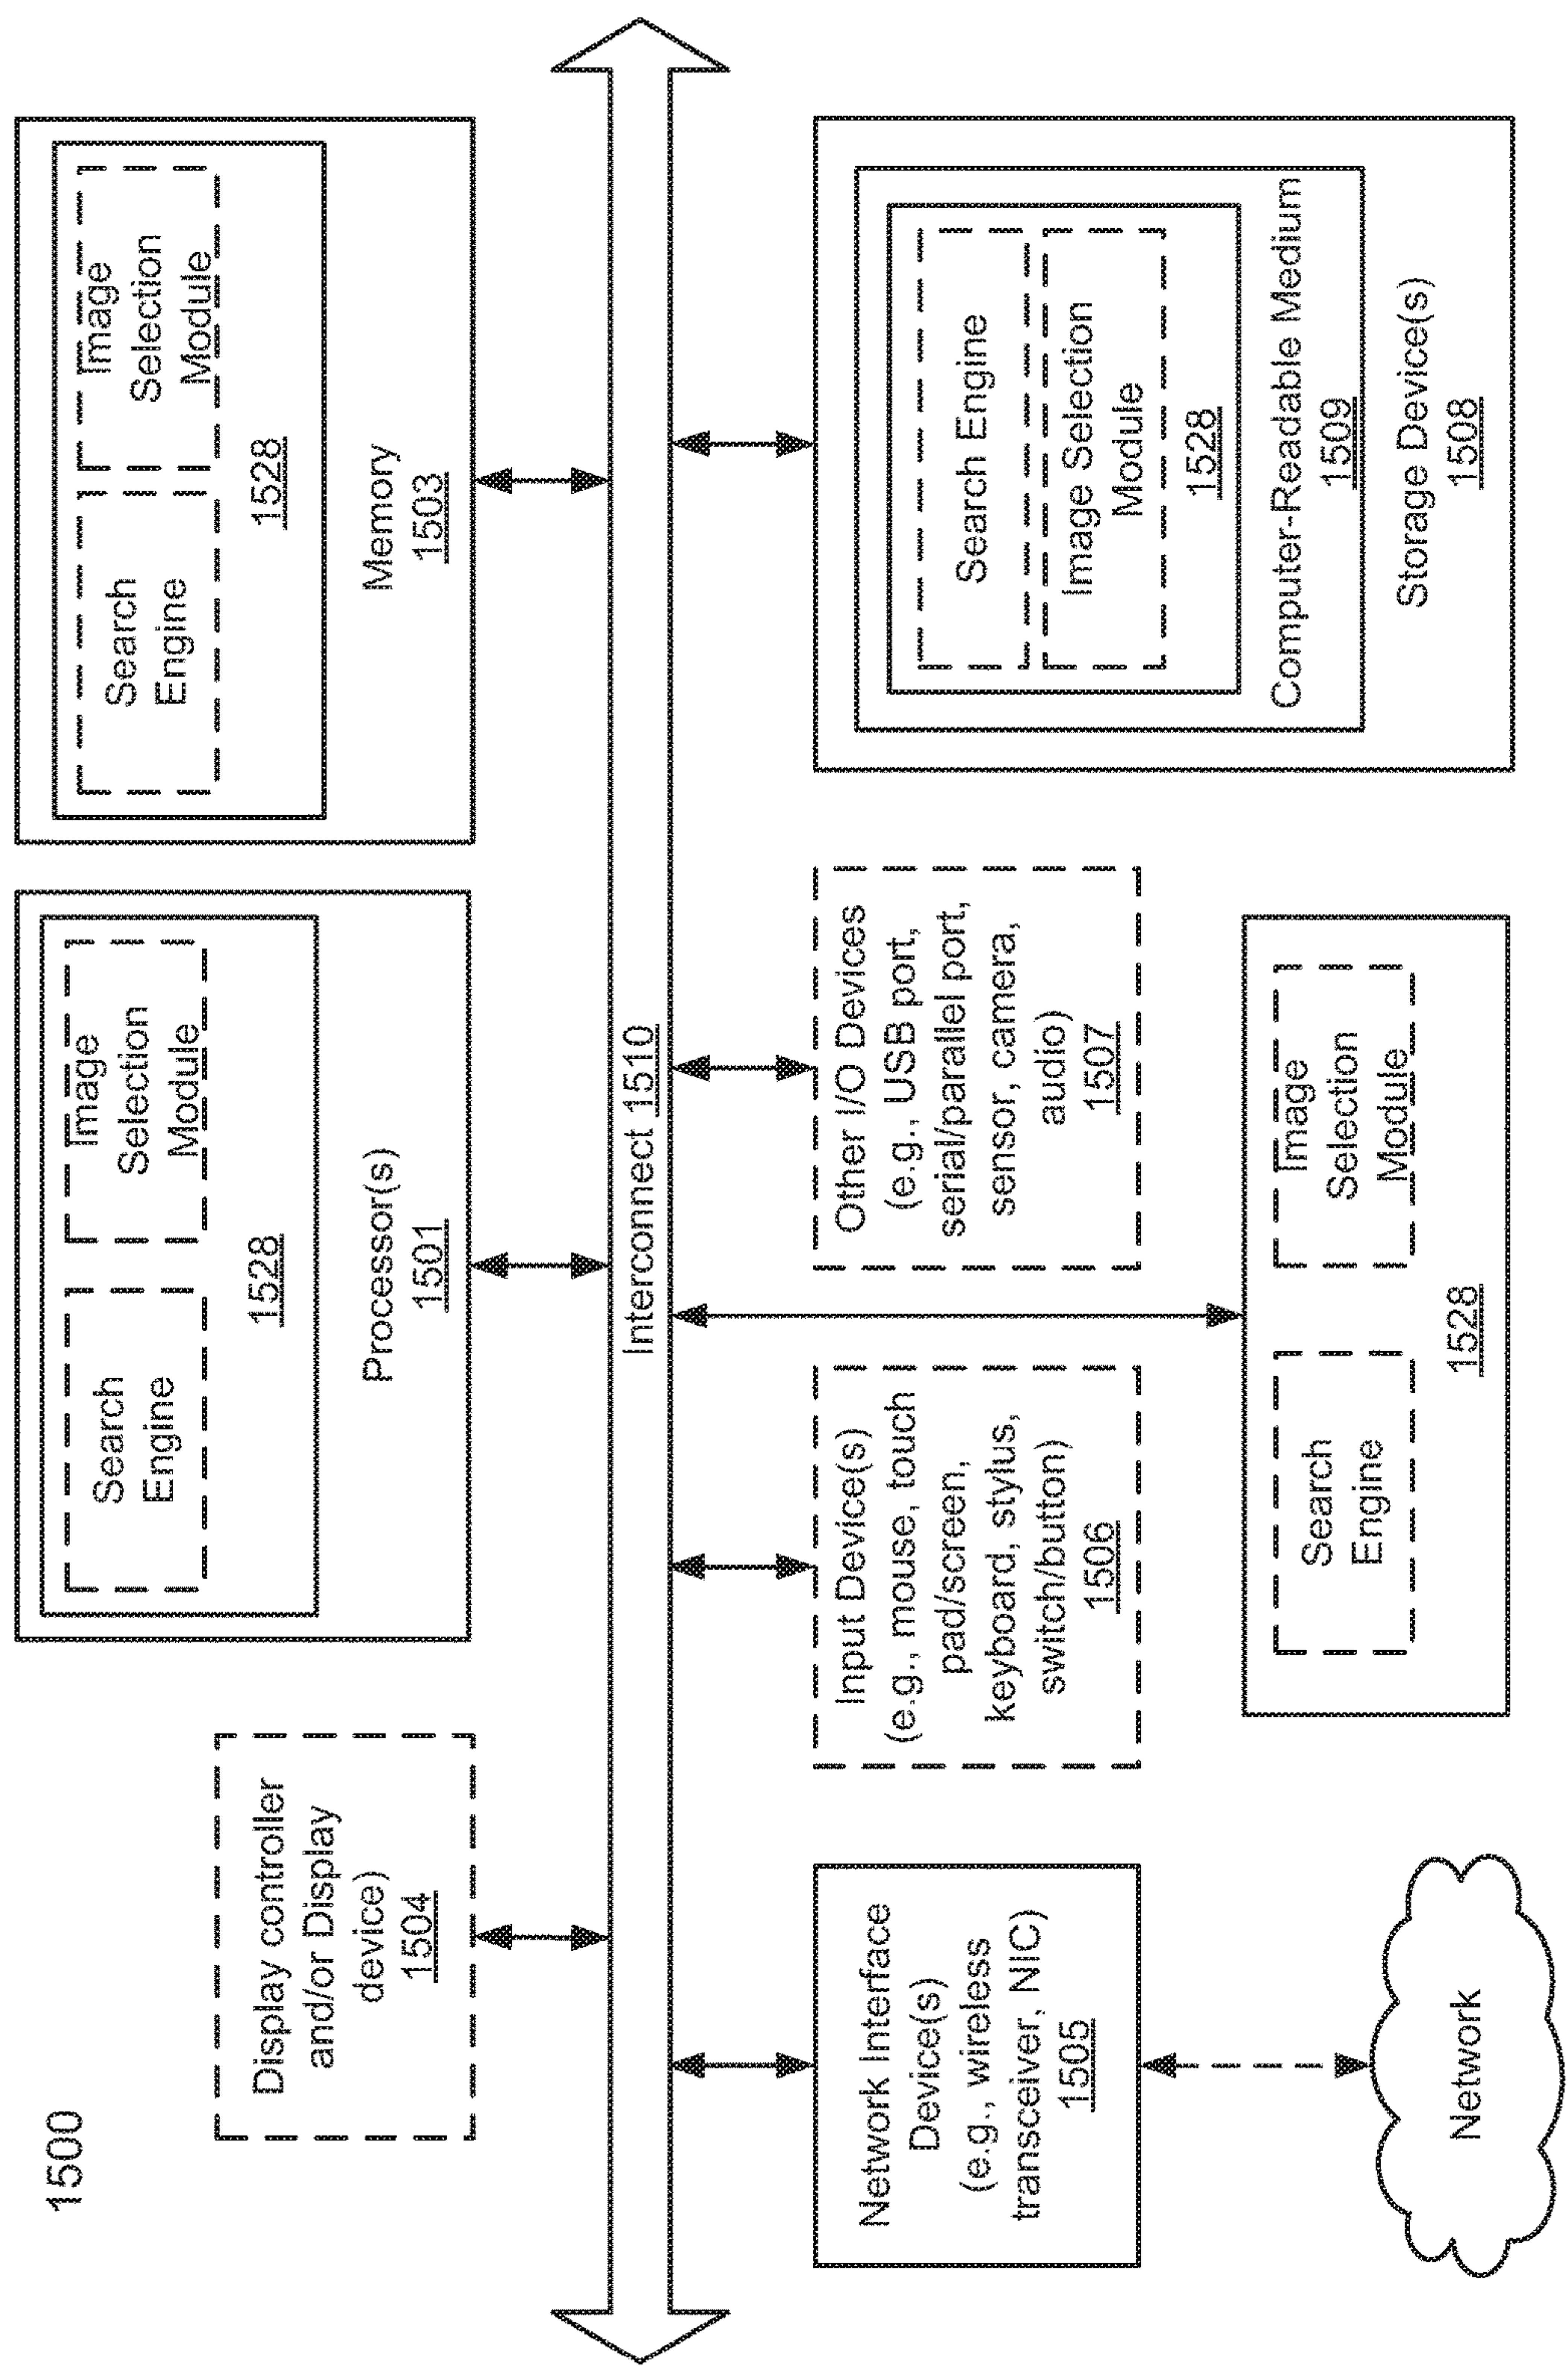 1500
Display controller
and/or Display
device)
1504
Search
Engine
Image
Selection
Module
1528
Processor(s)
1501
Search
Engine
Image
Selection
Module
1528
Memory
1503
Interconnect 1510
Network Interface
Device(s)
(e.g., wireless
transceiver, NIC)
1505
Input Device(s)
(e.g., mouse, touch
pad/screen,
keyboard, stylus,
switch/button)
1506
Other I/O Devices
(e.g., USB port,
serial/parallel port,
sensor, camera,
audio)
1507
Search Engine
Image Selection
Module
1528
Computer-Readable Medium
1509
Storage Device(s)
1508
Network
Search
Engine
Image
Selection
Module
1528